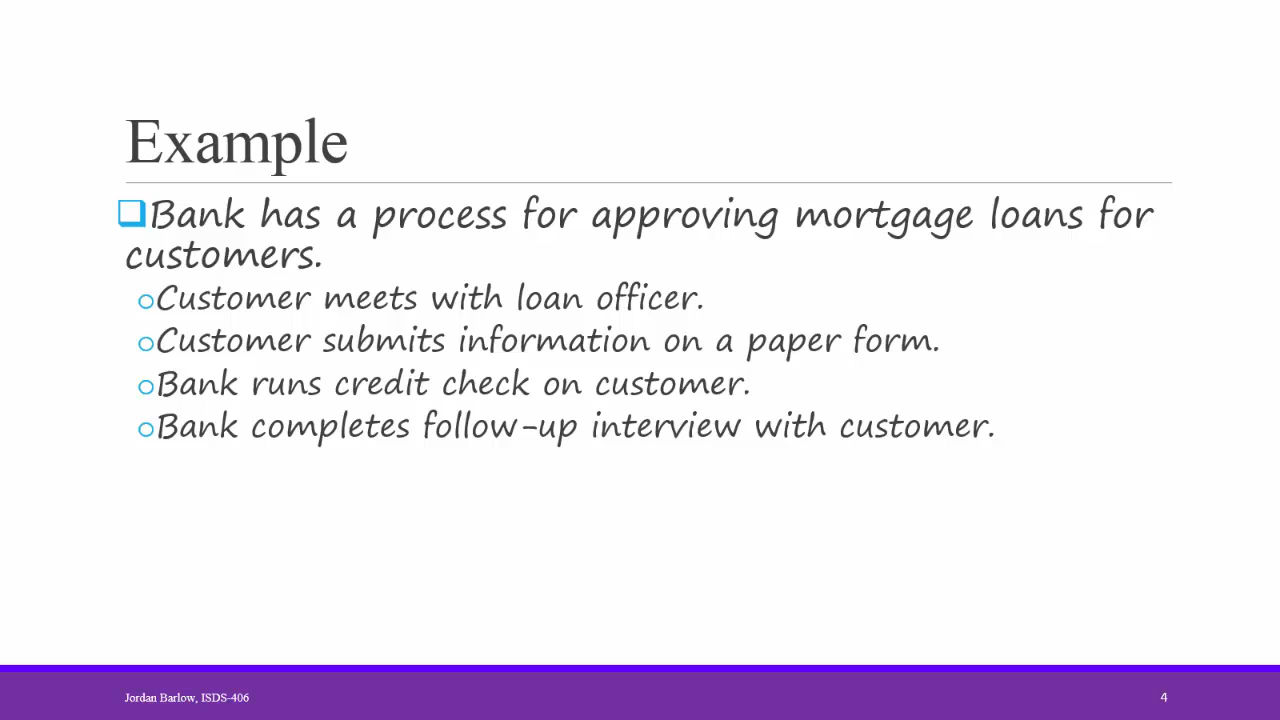 Example
Bank has a process for approving mortgage loans for
customers.
Customer meets with loan officer.
Customer submits information on a paper form.
Bank runs credit check on customer.
Bank completes follow-up interview with customer.
Jordan Barlow, ISDS-406
4